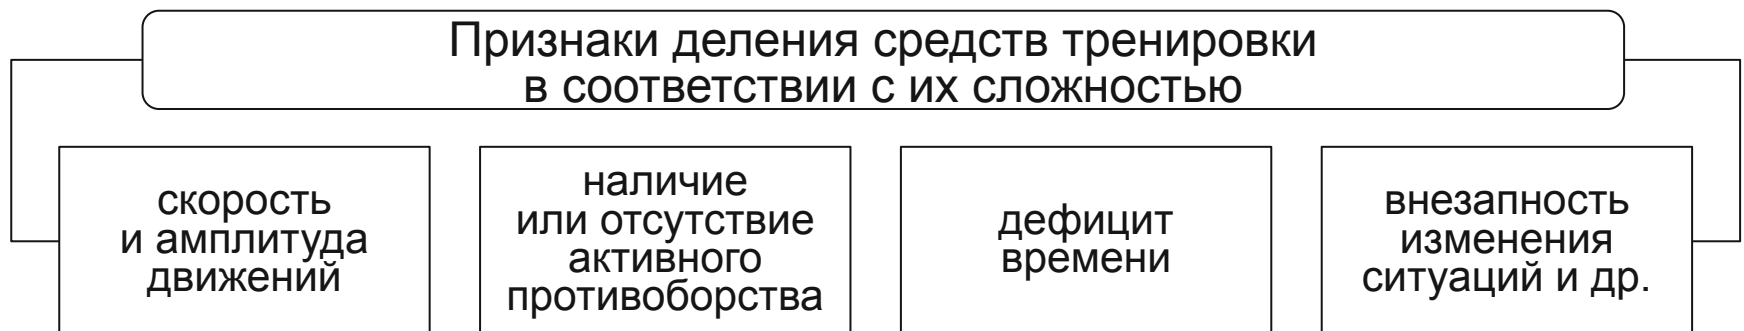 Признаки деления средств тренировки
в соответствии с их сложностью
скорость
и амплитуда
движений
наличие
или отсутствие
активного
противоборства
дефицит
времени
внезапность
изменения
ситуаций и др.